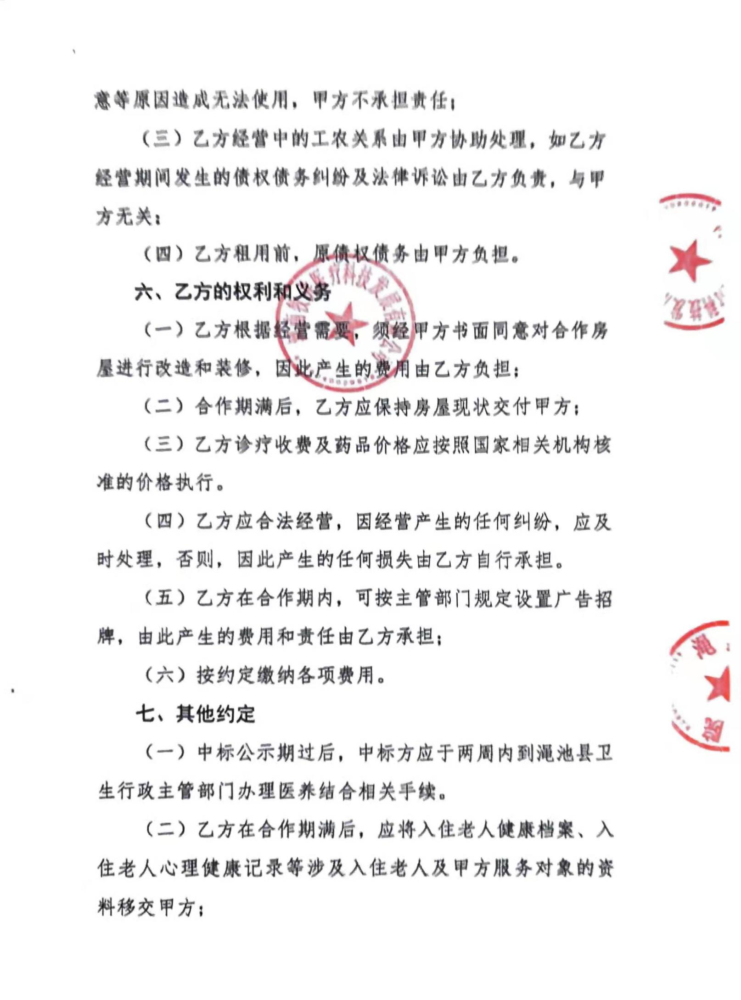 意等原因造成无法使用，甲方不承担责任；
（三）乙方经营中的工农关系由甲方协助处理，如乙方
经营期间发生的债权债务纠纷及法律诉讼由乙方负责，与甲
方无关；
（四）乙方租用前，原债权债务由甲方负担。
六、乙方的权利和义务
（一）乙方根据经营需要，须经甲方书面同意对合作房
屋进行改造和装修，因此产生的费用由乙方负担；
（二）合作期满后，乙方应保持房屋现状交付甲方；
（三）乙方诊疗收费及药品价格应按照国家相关机构核
准的价格执行。
（四）乙方应合法经营，因经营产生的任何纠纷，应及
时处理，否则，因此产生的任何损失由乙方自行承担。
（五）乙方在合作期内，可按主管部门规定设置广告招
牌，由此产生的费用和责任由乙方承担；
（六）按约定缴纳各项费用。
七、其他约定
（一）中标公示期过后，中标方应于两周内到渑池县卫
生行政主管部门办理医养结合相关手续。
（二）乙方在合作期满后，应将入住老人健康档案、入
住老人心理健康记录等涉及入住老人及甲方服务对象的资
料移交甲方；
医疗科技发展有
公司
科技发
院